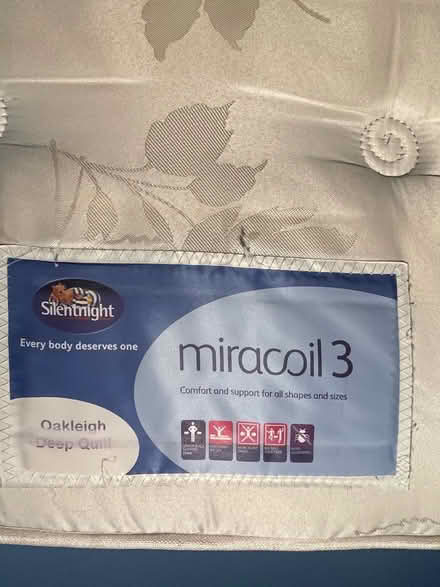 Silentnight
Every body deserves one
miracoil 3
Comfort and support for all shapes and sizes
Oakleigh
Deep Quilt